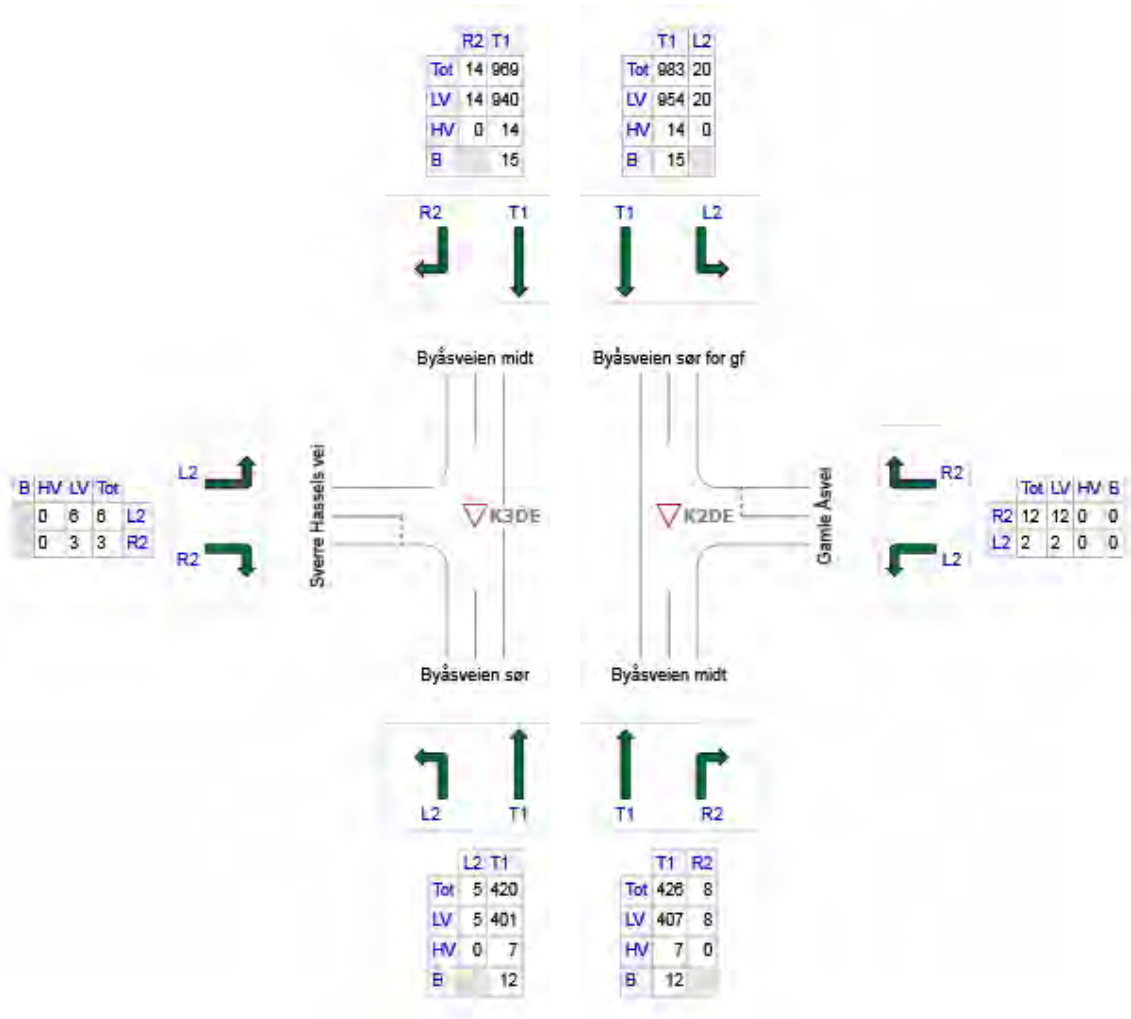 R2 T1
Tot 14 969
LV 14 940
HV 0 14
B 15
T1 L2
Tot 983 20
LV 954 20
HV 14 0
B 15
R2 T1
T1 L2
Byåsveien midt
Byåsveien sør for gf
B HV LV Tot
0 6 6 L2
0 3 3 R2
L2
R2
Sverre Hassels vei
K3DE
K2DE
Gamle Åsvei
R2
L2
Tot LV HV B
R2 12 12 0 0
L2 2 2 0 0
Byåsveien sør
Byåsveien midt
L2 T1
T1 R2
L2 T1
Tot 5 420
LV 5 401
HV 0 7
B 12
T1 R2
Tot 426 8
LV 407 8
HV 7 0
B 12